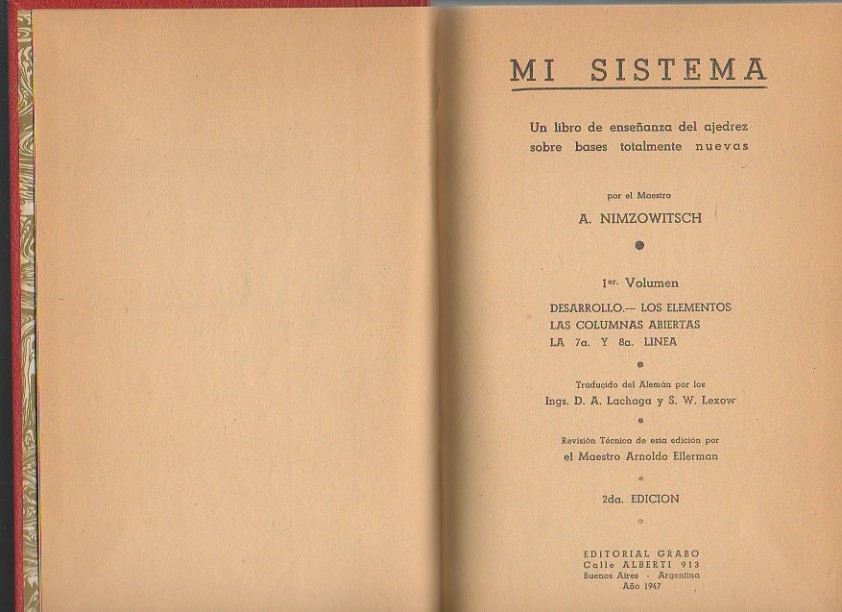 MI SISTEMA
Un libro de enseñanza del ajedrez
sobre bases totalmente nuevas
por el Maestro
A. NIMZOWITSCH
1er. Volumen
DESARROLLO.— LOS ELEMENTOS
LAS COLUMNAS ABIERTAS
LA 7a. Y 8a. LINEA
Traducido del Alemán por los
Ings. D. A. Lachaga y S. W. Lexow
Revisión Técnica de esta edición por
el Maestro Arnoldo Ellerman
2da. EDICION
EDITORIAL GRABO
Calle ALBERTI 913
Buenos Aires - Argentina
Año 1947